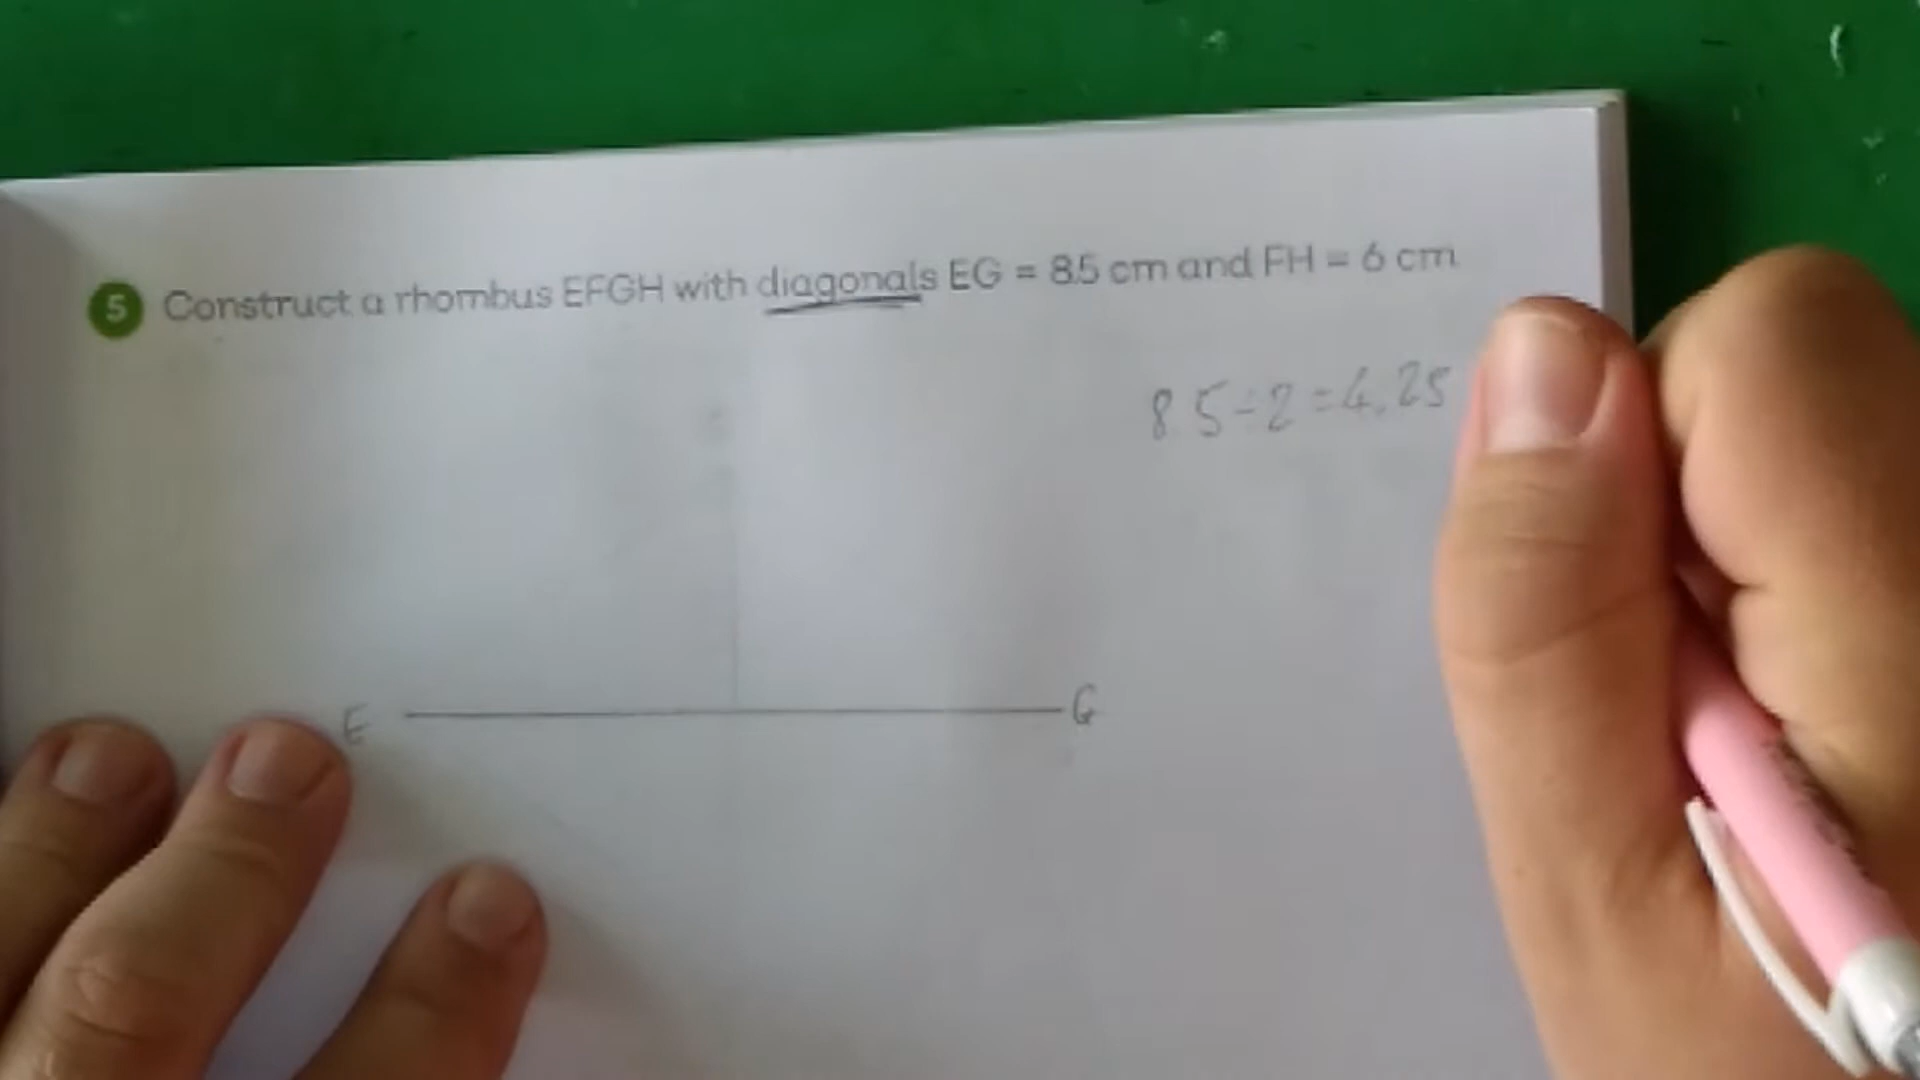 5 Construct a rhombus EFGH with diagonals EG = 8.5 cm and FH = 6 cm
8.5÷2=4.25
E G